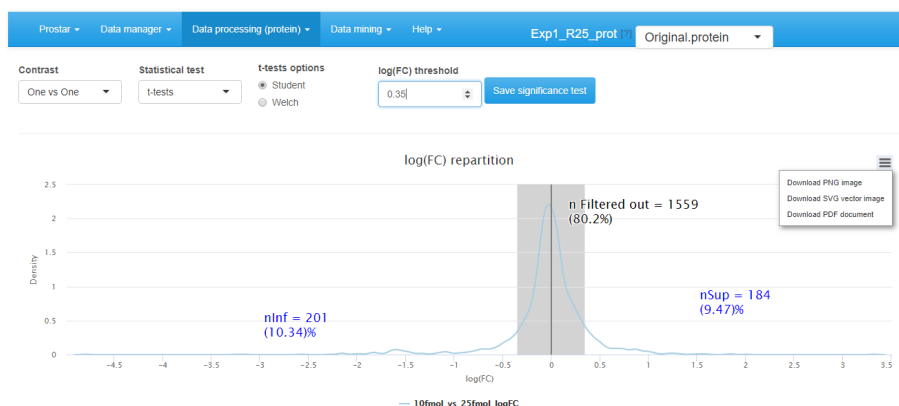 Prostar Data manager Data processing (protein) Data mining Help Exp1_R25_prot [?] Original.protein
Contrast Statistical test t-tests options log(FC) threshold
One vs One t-tests Student 0.35 Save significance test
Welch
log(FC) repartition
Download PNG image
Download SVG vector image
Download PDF document
2.5
2
1.5
1
0.5
0
Density
n Filtered out = 1559
(80.2%)
nSup = 184
(9.47)%
nInf = 201
(10.34)%
-4.5 -4 -3.5 -3 -2.5 -2 -1.5 -1 -0.5 0 0.5 1 1.5 2 2.5 3 3.5
log(FC)
10fmol_vs_25fmol_logFC